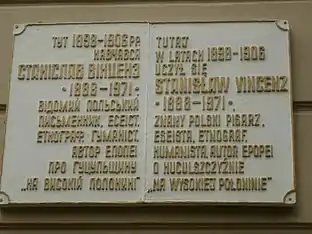 ТУТ 1898-1905 РР.
НАВЧАВСЯ
СТАНІСЛАВ ВІНЦЕНЗ
·1888-1971·
ВІДОМИЙ ПОЛЬСЬКИЙ
ПИСЬМЕННИК, ЕСЕЇСТ,
ЕТНОГРАФ, ГУМАНІСТ,
АВТОР ЕПОПЕЇ
ПРО ГУЦУЛЬЩИНУ
„НА ВИСОКІЙ ПОЛОНИНІ"
TUTAJ
W LATACH 1898-1906
UCZYŁ SIĘ
STANISŁAW VINCENZ
·1888-1971·,
ZNANY POLSKI PISARZ,
ESEISTA, ETNOGRAF,
HUMANISTA, AUTOR EPOPEI
O HUCULSZCZYŹNIE
„NA WYSOKIEJ POŁONINIE"